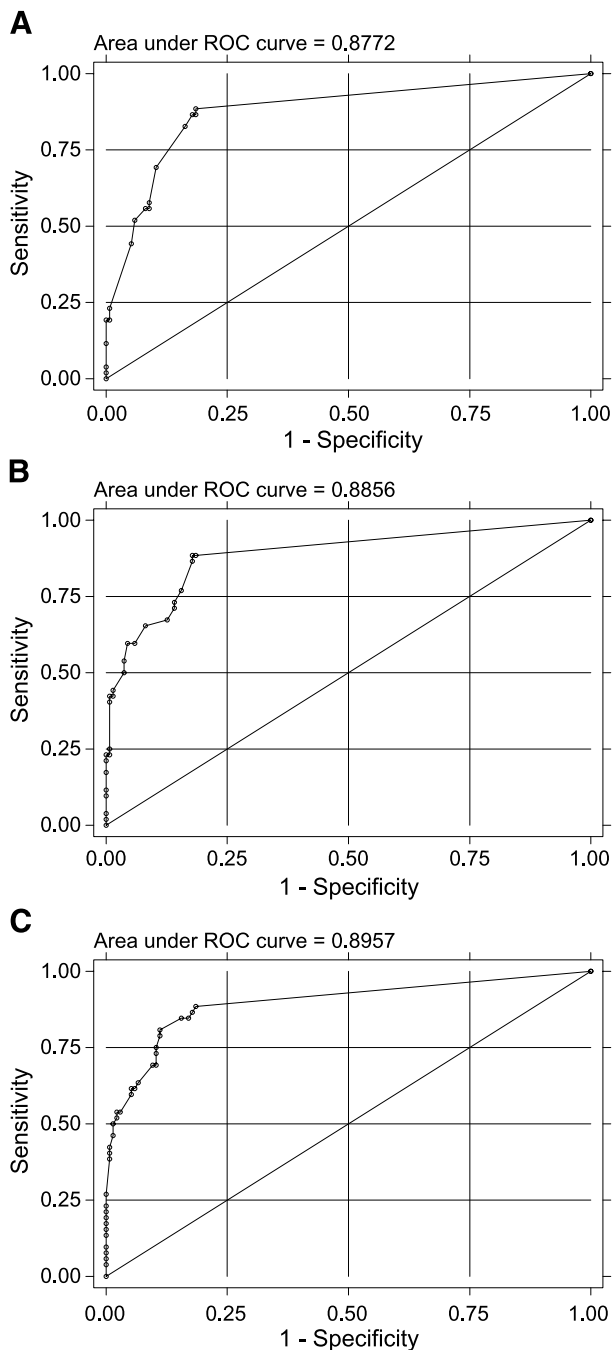 A
Area under ROC curve = 0.8772
1.00
0.75
0.50
0.25
0.00
Sensitivity
0.00 0.25 0.50 0.75 1.00
1 - Specificity
B
Area under ROC curve = 0.8856
1.00
0.75
0.50
0.25
0.00
Sensitivity
0.00 0.25 0.50 0.75 1.00
1 - Specificity
C
Area under ROC curve = 0.8957
1.00
0.75
0.50
0.25
0.00
Sensitivity
0.00 0.25 0.50 0.75 1.00
1 - Specificity